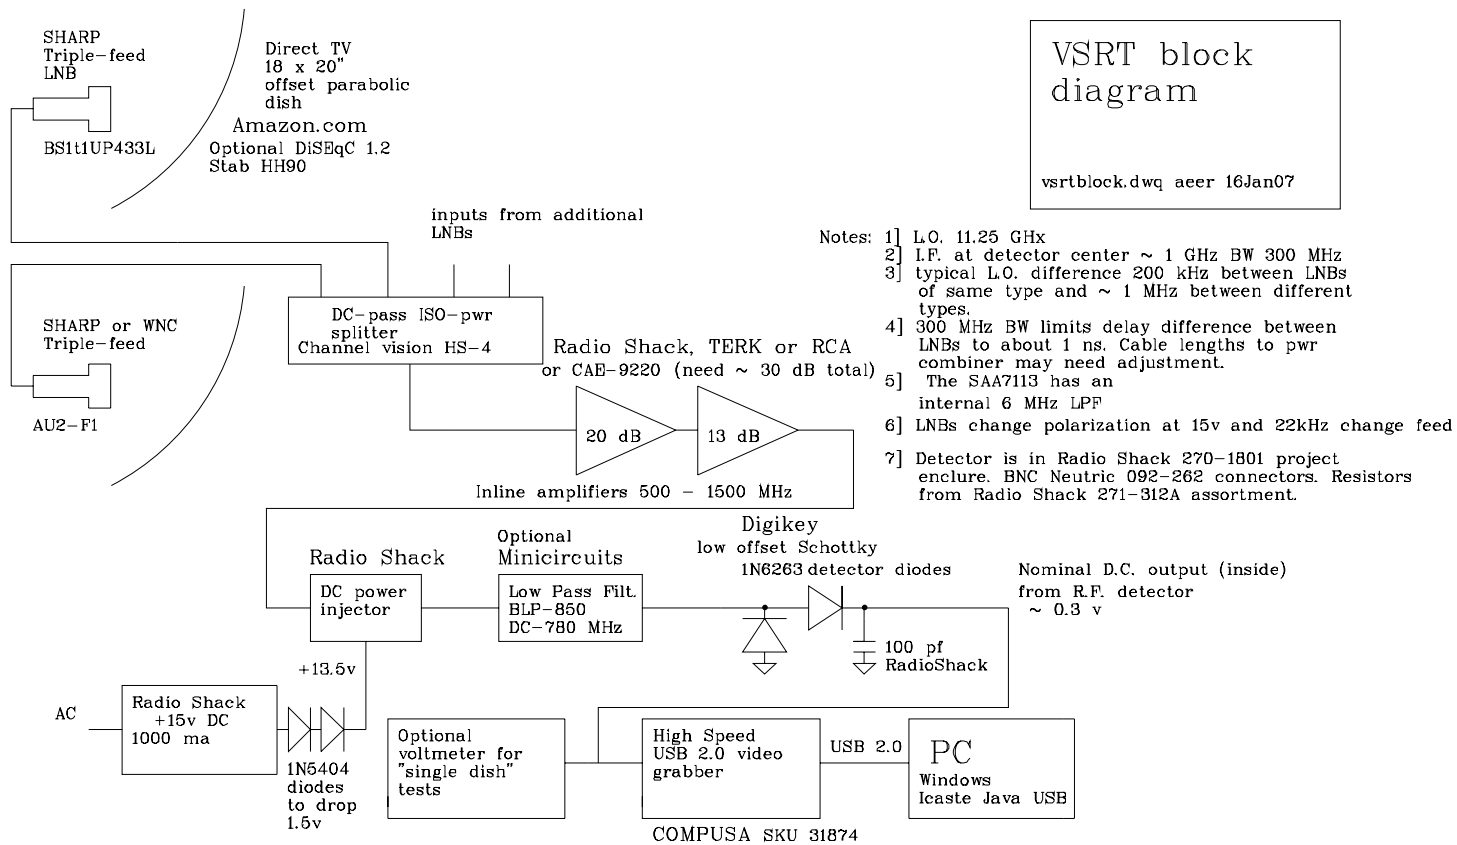 SHARP
Triple-feed
LNB
BS1t1UP433L
Direct TV
18 x 20"
offset parabolic
dish
Amazon.com
Optional DiSEqC 1.2
Stab HH90
VSRT block
diagram
vsrtblock.dwq aeer 16Jan07
inputs from additional
LNBs
SHARP or WNC
Triple-feed
AU2-F1
DC-pass ISO-pwr
splitter
Channel vision HS-4
Radio Shack, TERK or RCA
or CAE-9220 (need ~ 30 dB total)
20 dB
13 dB
Inline amplifiers 500 - 1500 MHz
Notes: 1] L.O. 11.25 GHx
2] I.F. at detector center ~ 1 GHz BW 300 MHz
3] typical L.O. difference 200 kHz between LNBs
of same type and ~ 1 MHz between different
types.
4] 300 MHz BW limits delay difference between
LNBs to about 1 ns. Cable lengths to pwr
combiner may need adjustment.
5] The SAA7113 has an
internal 6 MHz LPF
6] LNBs change polarization at 15v and 22kHz change feed
7] Detector is in Radio Shack 270-1801 project
enclure. BNC Neutric 092-262 connectors. Resistors
from Radio Shack 271-312A assortment.
Radio Shack
DC power
injector
Optional
Minicircuits
Low Pass Filt.
BLP-850
DC-780 MHz
Digikey
low offset Schottky
1N6263 detector diodes
100 pf
RadioShack
Nominal D.C. output (inside)
from R.F. detector
~ 0.3 v
+13.5v
AC
Radio Shack
+15v DC
1000 ma
1N5404
diodes
to drop
1.5v
Optional
voltmeter for
"single dish"
tests
High Speed
USB 2.0 video
grabber
COMPUSA SKU 31874
USB 2.0
PC
Windows
Icaste Java USB